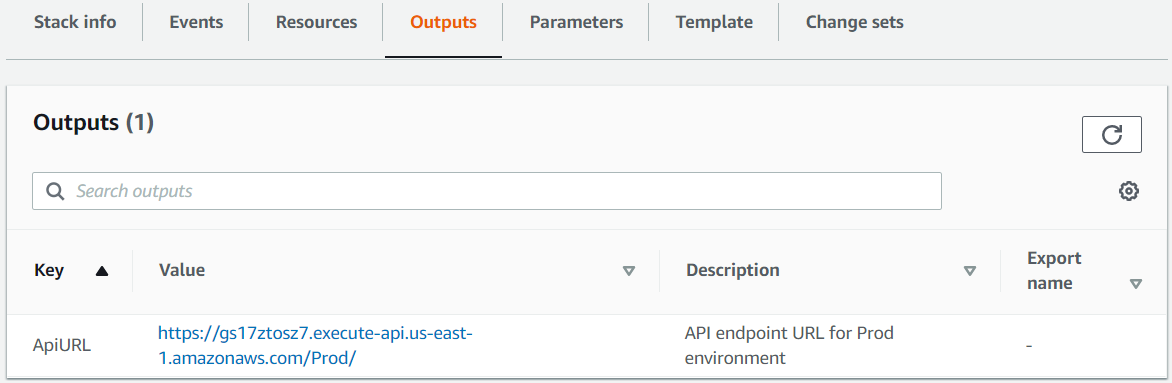 Stack info Events Resources Outputs Parameters Template Change sets
Outputs (1)
Search outputs
Key Value Description Export name
ApiURL https://gs17ztosz7.execute-api.us-east-
1.amazonaws.com/Prod/ API endpoint URL for Prod
environment -